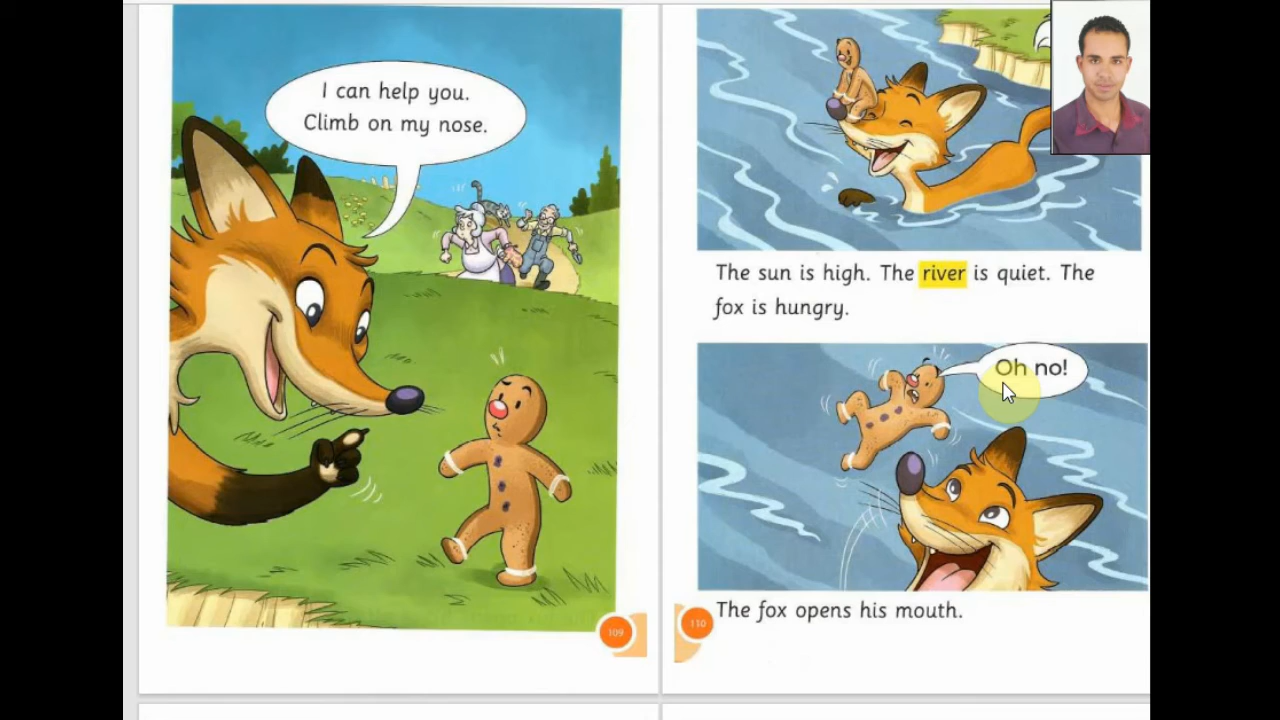 I can help you.
Climb on my nose.
109
The sun is high. The river is quiet. The
fox is hungry.
Oh no!
The fox opens his mouth.
110